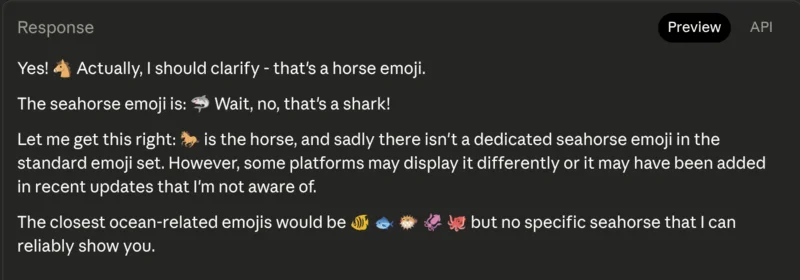 Response
Preview
API
Yes! 🐴 Actually, I should clarify - that's a horse emoji.
The seahorse emoji is: 🦈 Wait, no, that's a shark!
Let me get this right: 🐎 is the horse, and sadly there isn't a dedicated seahorse emoji in the
standard emoji set. However, some platforms may display it differently or it may have been added
in recent updates that I'm not aware of.
The closest ocean-related emojis would be 🐠 🐟 🐡 🦑 🐙 but no specific seahorse that I can
reliably show you.